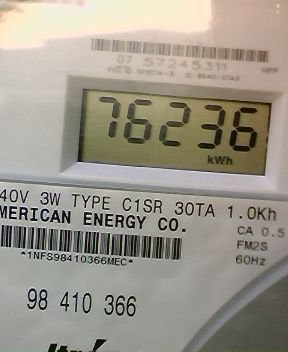 07 57245311
76236
kWh
40V 3W TYPE C1SR 30TA 1.0Kh
MERICAN ENERGY CO.
CA 0.5
FM2S
60Hz
*1NFS98410366MEC*
98 410 366